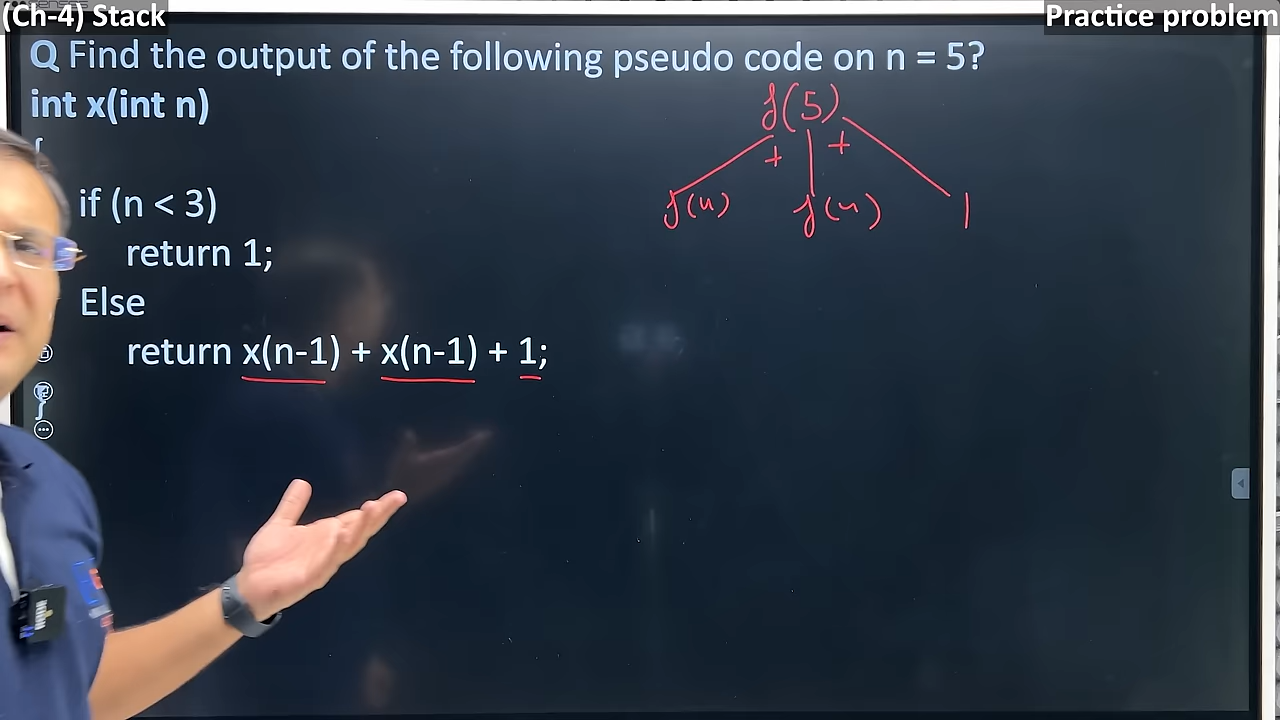 (Ch-4) Stack
Practice problem
Q Find the output of the following pseudo code on n = 5?
int x(int n)
{
if (n < 3)
return 1;
Else
return x(n-1) + x(n-1) + 1;
}
f(5)
+ +
f(4) f(4) 1